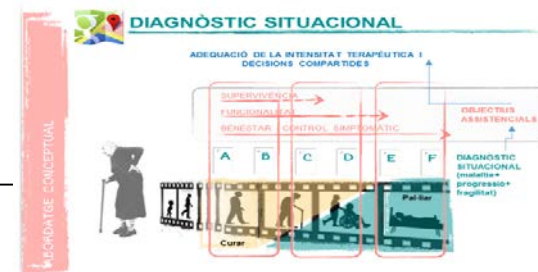 DIAGNÒSTIC SITUACIONAL
ADEQUACIÓ DE LA INTENSITAT TERAPÈUTICA I
DECISIONS COMPARTIDES
SUPERVIVÈNCIA
FUNCIONALITAT
BENESTAR / CONTROL SIMPTOMÀTIC
OBJECTIUS
ASSISTENCIALS
A B C D E F
DIAGNÒSTIC
SITUACIONAL
(malaltia+
progressió+
fragilitat)
Pal·liar
Curar
ABORDATGE CONCEPTUAL